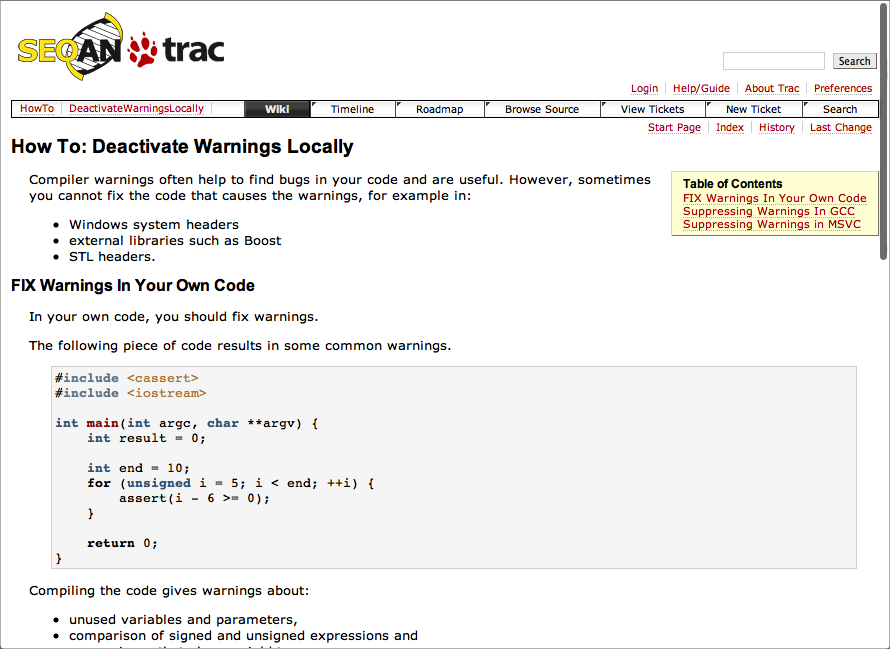 SEQAN trac
Search
Login Help/Guide About Trac Preferences
HowTo DeactivateWarningsLocally Wiki Timeline Roadmap Browse Source View Tickets New Ticket Search
Start Page Index History Last Change
How To: Deactivate Warnings Locally
Compiler warnings often help to find bugs in your code and are useful. However, sometimes
you cannot fix the code that causes the warnings, for example in:
Table of Contents
FIX Warnings In Your Own Code
Suppressing Warnings In GCC
Suppressing Warnings in MSVC
• Windows system headers
• external libraries such as Boost
• STL headers.
FIX Warnings In Your Own Code
In your own code, you should fix warnings.
The following piece of code results in some common warnings.
#include <cassert>
#include <iostream>
int main(int argc, char **argv) {
    int result = 0;
    int end = 10;
    for (unsigned i = 5; i < end; ++i) {
        assert(i - 6 >= 0);
    }
    return 0;
}
Compiling the code gives warnings about:
• unused variables and parameters,
• comparison of signed and unsigned expressions and